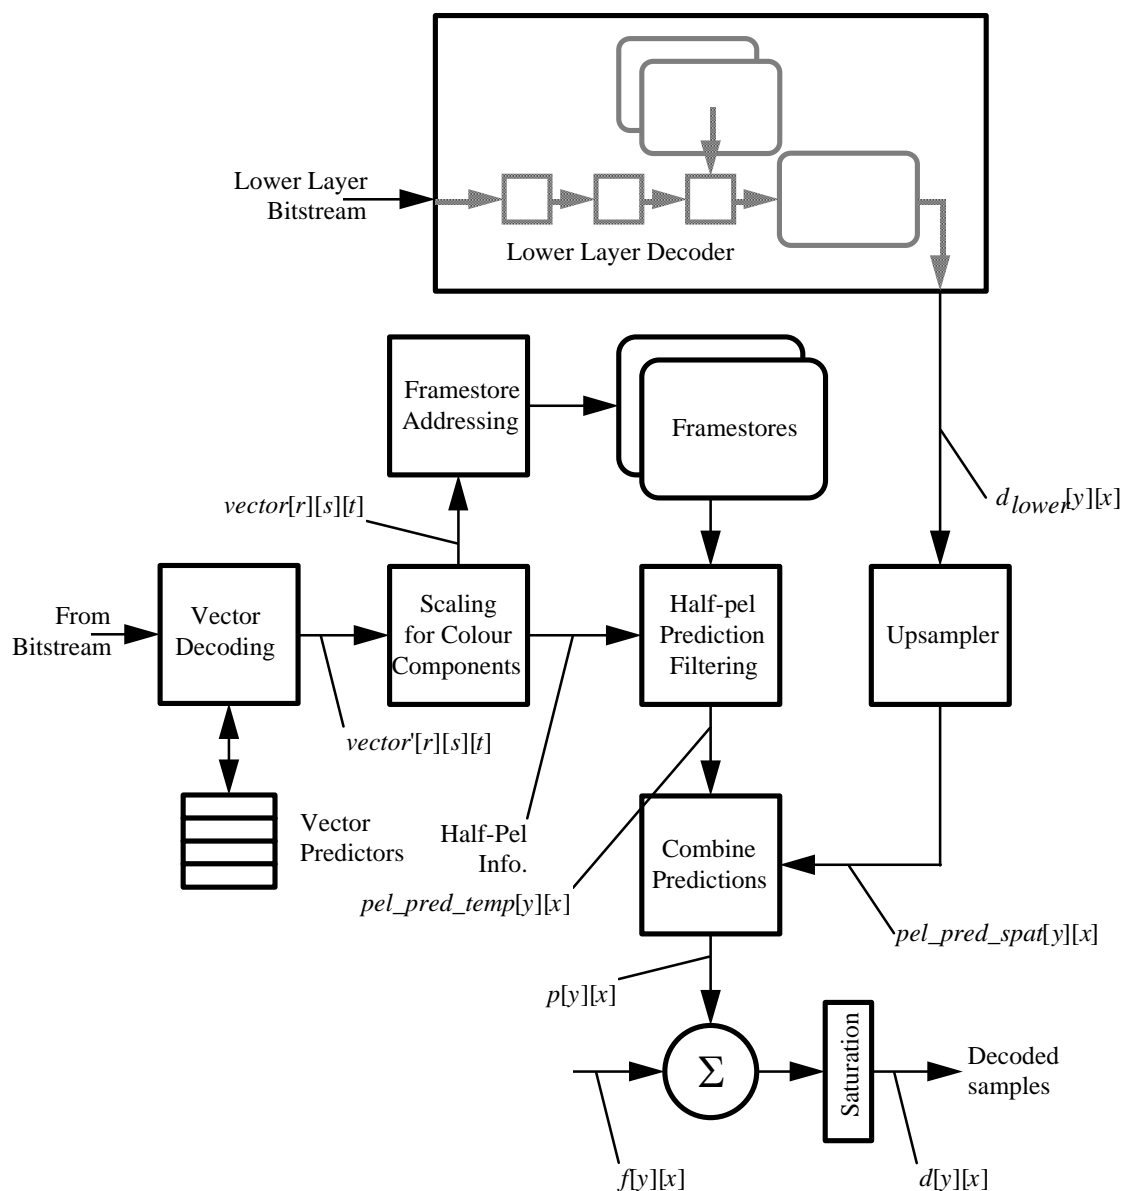 Lower Layer
Bitstream
Lower Layer Decoder
Framestore
Addressing
Framestores
vector[r][s][t]
d lower[y][x]
From
Bitstream
Vector
Decoding
Scaling
for Colour
Components
Half-pel
Prediction
Filtering
Upsampler
vector'[r][s][t]
Vector
Predictors
Half-Pel
Info.
Combine
Predictions
pel_pred_temp[y][x]
pel_pred_spat[y][x]
p[y][x]
Σ
Saturation
Decoded
samples
f[y][x]
d[y][x]